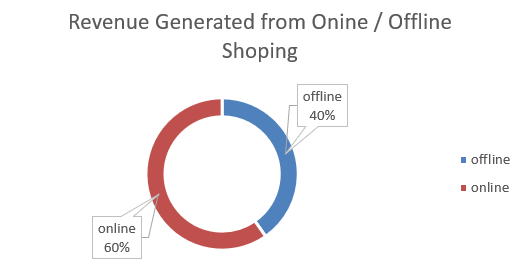 Revenue Generated from Onine / Offline
Shoping
offline
40%
offline
online
online
60%